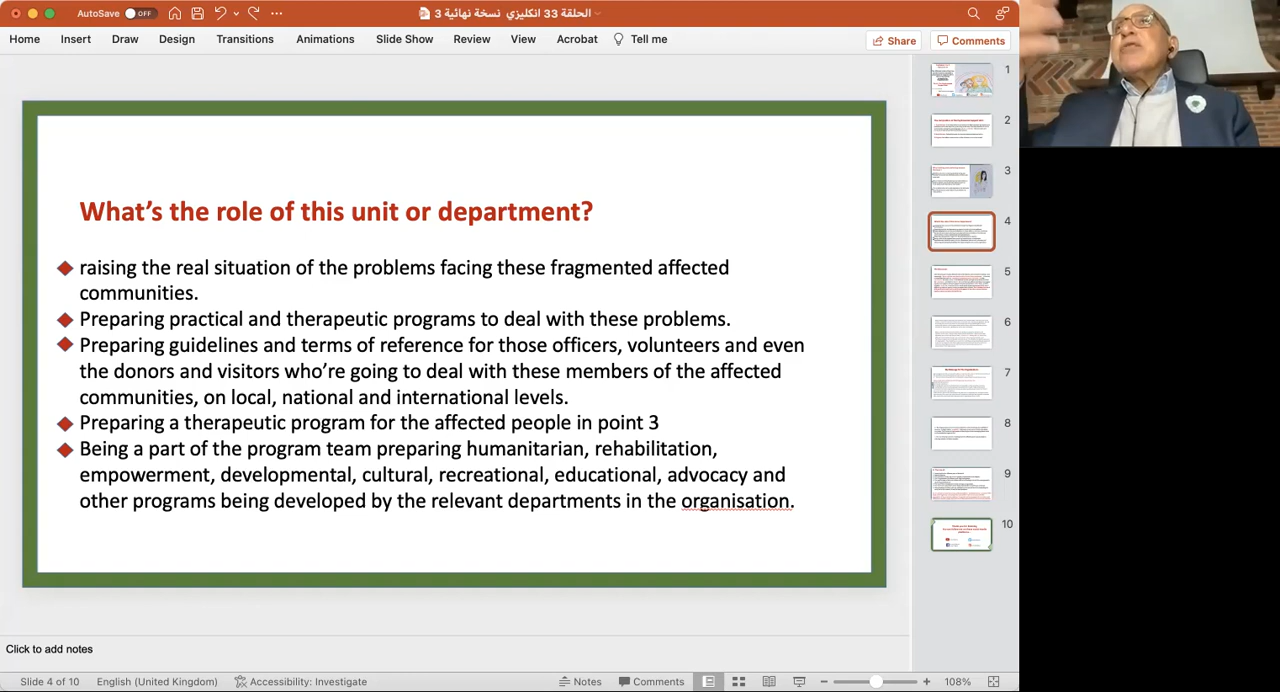 AutoSave OFF
الحلقة 33 انكليزي نسخة نهائية 3
Home Insert Draw Design Transitions Animations Slide Show Review View Acrobat Tell me Share Comments
What's the role of this unit or department?
raising the real situation of the problems facing these fragmented affected
communities.
Preparing practical and therapeutic programs to deal with these problems.
Preparing guideline and terms of reference for those officers, volunteers and even
the donors and visitors who're going to deal with these members of the affected
communities, on local, national and international levels.
Preparing a therapeutic program for the affected people in point 3
Being a part of the program team preparing humanitarian, rehabilitation,
empowerment, developmental, cultural, recreational, educational, advocacy and
other programs being developed by the relevant departments in the organisation.
1
2
3
4
5
6
7
8
9
10
Click to add notes
Slide 4 of 10 English (United Kingdom) Accessibility: Investigate Notes Comments 108%